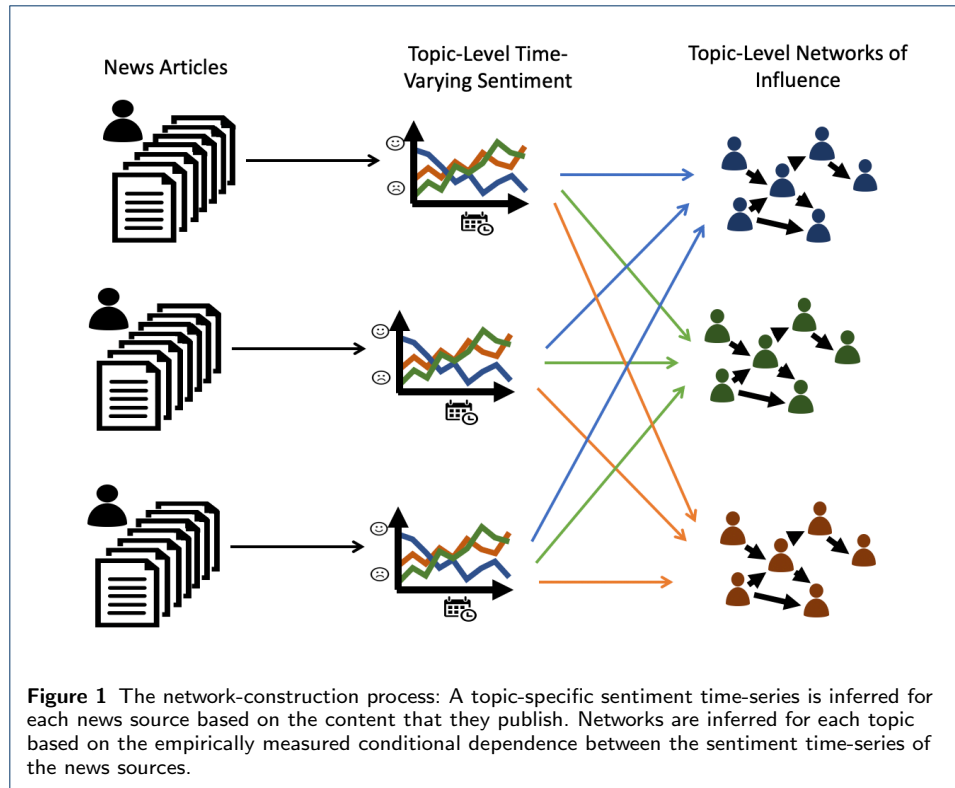 News Articles
Topic-Level Time-
Varying Sentiment
Topic-Level Networks of
Influence
Figure 1 The network-construction process: A topic-specific sentiment time-series is inferred for
each news source based on the content that they publish. Networks are inferred for each topic
based on the empirically measured conditional dependence between the sentiment time-series of
the news sources.